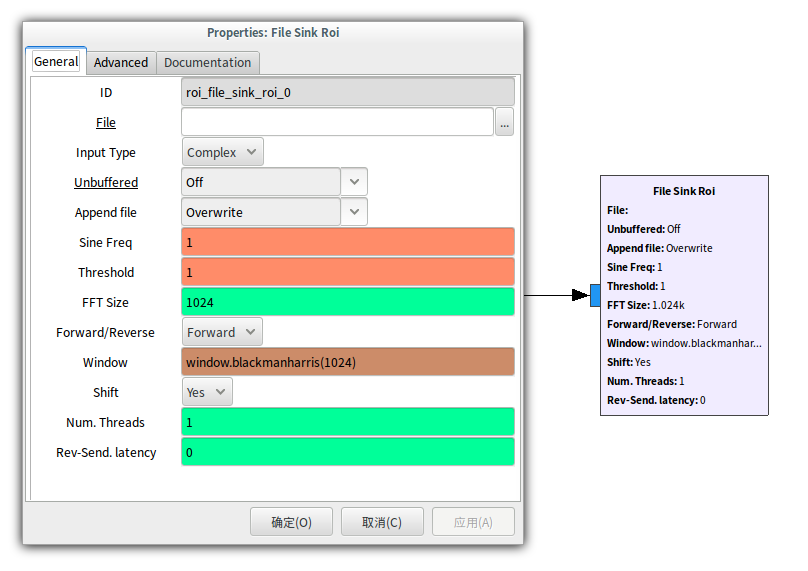 Properties: File Sink Roi
General Advanced Documentation
ID roi_file_sink_roi_0
File ...
Input Type Complex
Unbuffered Off
Append file Overwrite
Sine Freq 1
Threshold 1
FFT Size 1024
Forward/Reverse Forward
Window window.blackmanharris(1024)
Shift Yes
Num. Threads 1
Rev-Send. latency 0
确定(O) 取消(C) 应用(A)
File Sink Roi
File:
Unbuffered: Off
Append file: Overwrite
Sine Freq: 1
Threshold: 1
FFT Size: 1.024k
Forward/Reverse: Forward
Window: window.blackmanhar...
Shift: Yes
Num. Threads: 1
Rev-Send. latency: 0